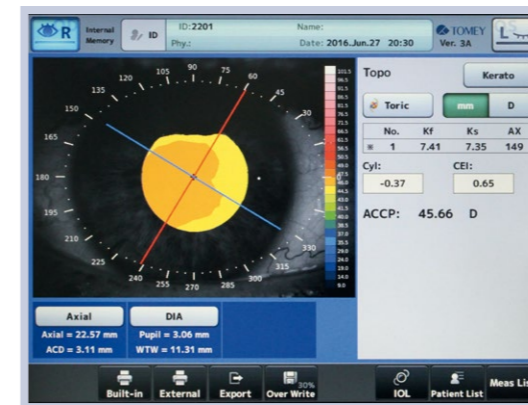 R
Internal
Memory
ID
ID:2201
Name:
Phy.:
Date: 2016.Jun.27 20:30
TOMEY
Ver. 3A
L
Topo
Kerato
Toric
mm
D
No. Kf Ks AX
1 7.41 7.35 149
Cyl:
CEI:
-0.37
0.65
ACCP: 45.66 D
90
75
60
45
30
330
315
285
270
255
240
225
210
195
180
165
150
135
120
105
Axial
DIA
Axial = 22.57 mm
Pupil = 3.06 mm
ACD = 3.11 mm
WTW = 11.31 mm
Built-in
External
Export
30%
Over Write
IOL
Patient List
Meas Lis